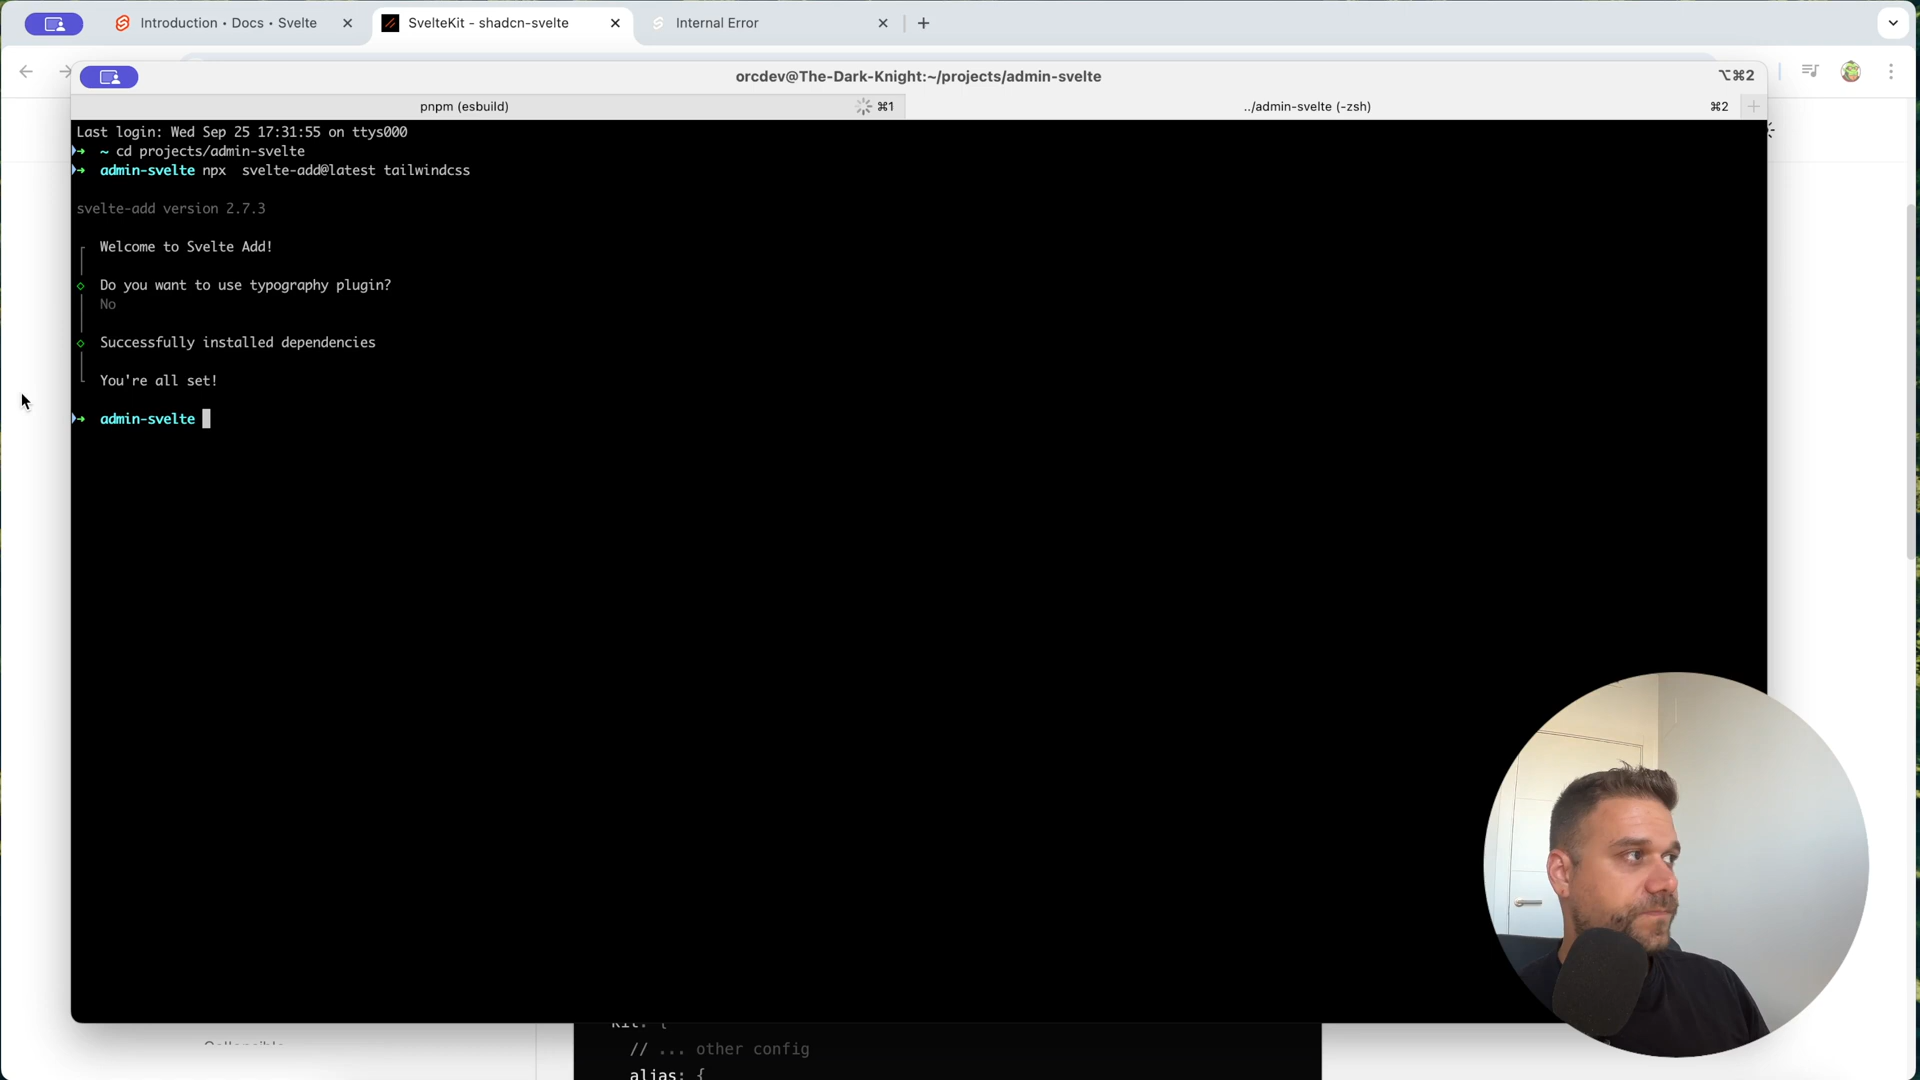 Introduction • Docs • Svelte
SvelteKit - shadcn-svelte
Internal Error
orcdev@The-Dark-Knight:~/projects/admin-svelte
⌥⌘2
pnpm (esbuild)
⌘1
../admin-svelte (-zsh)
⌘2
Last login: Wed Sep 25 17:31:55 on ttys000
➜ ~ cd projects/admin-svelte
➜ admin-svelte npx  svelte-add@latest tailwindcss
svelte-add version 2.7.3
Welcome to Svelte Add!
Do you want to use typography plugin?
No
Successfully installed dependencies
You're all set!
➜ admin-svelte
kit: {
Collapsible
// ... other config
alias: {